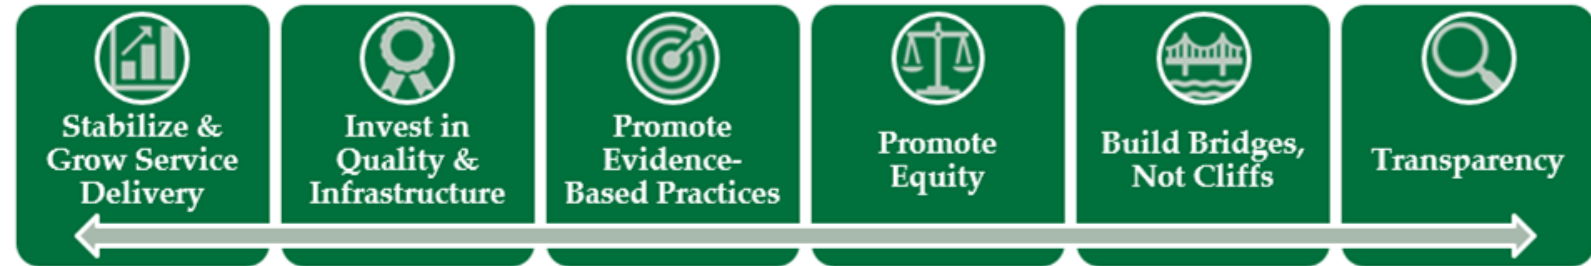 Stabilize &
Grow Service
Delivery
Invest in
Quality &
Infrastructure
Promote
Evidence-
Based Practices
Promote
Equity
Build Bridges,
Not Cliffs
Transparency